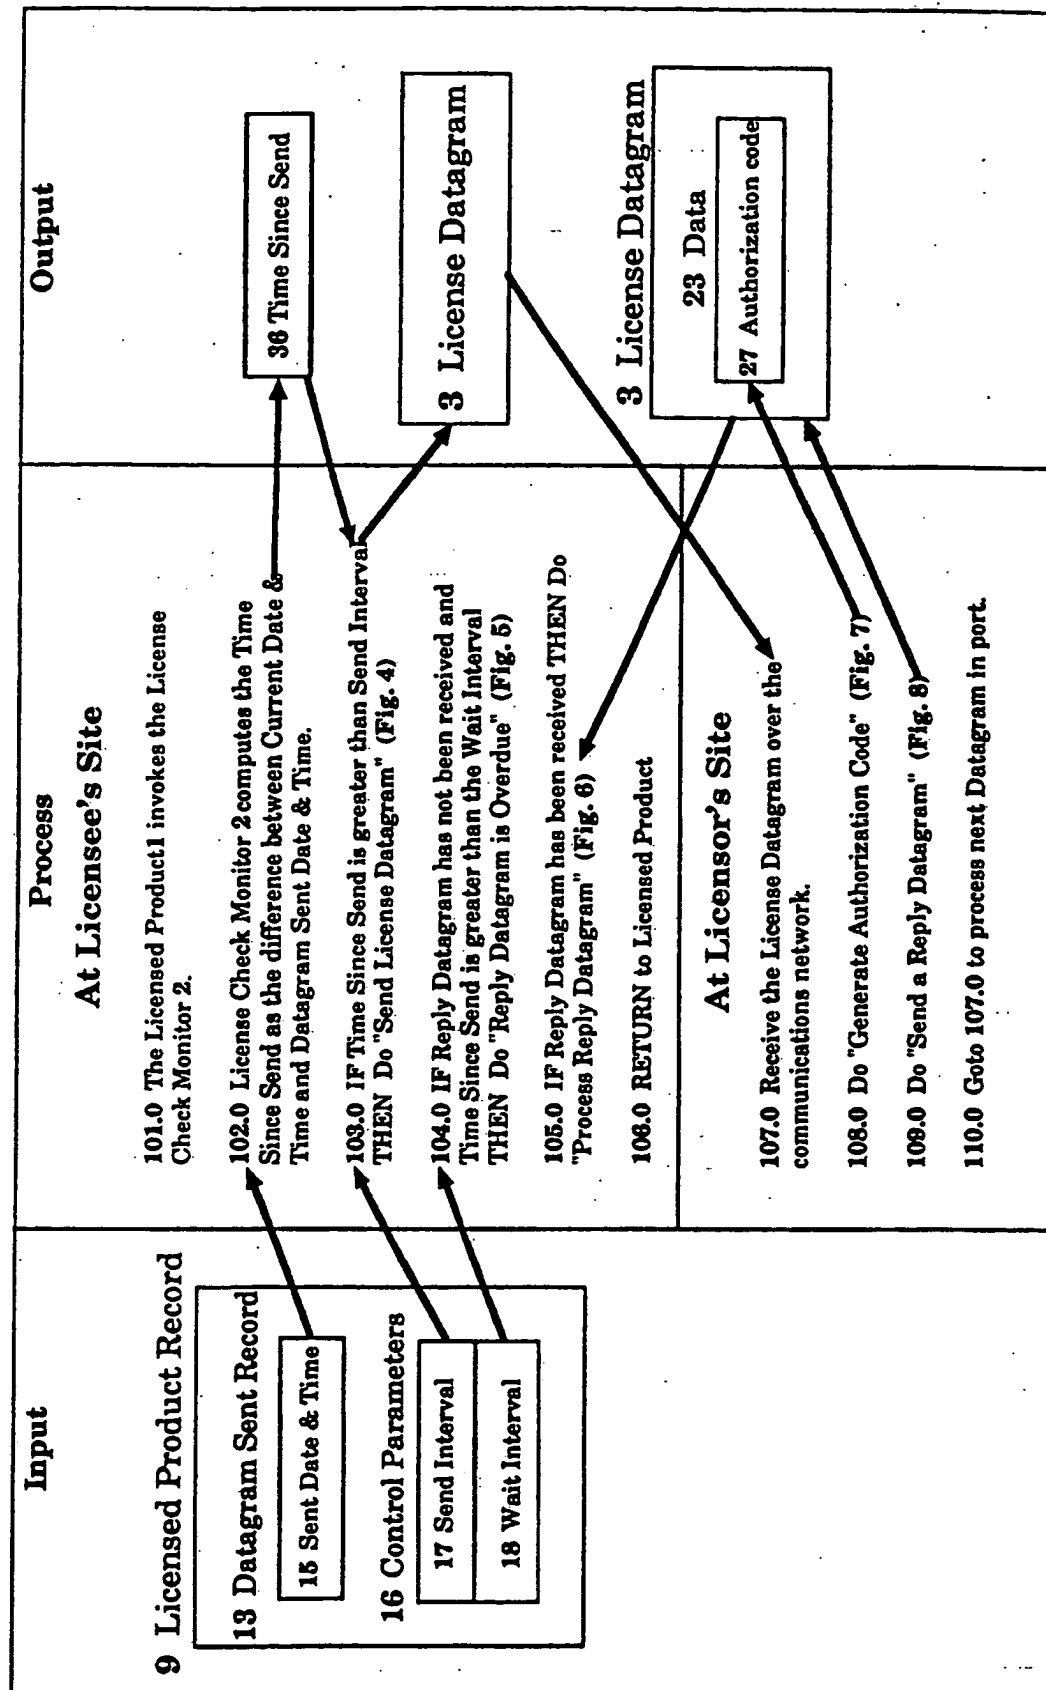 Input
9 Licensed Product Record
13 Datagram Sent Record
15 Sent Date & Time
16 Control Parameters
17 Send Interval
18 Wait Interval
Process
At Licensee's Site
101.0 The Licensed Product1 invokes the License
Check Monitor 2.
102.0 License Check Monitor 2 computes the Time
Since Send as the difference between Current Date &
Time and Datagram Sent Date & Time.
103.0 IF Time Since Send is greater than Send Interval
THEN Do "Send License Datagram" (Fig. 4)
104.0 IF Reply Datagram has not been received and
Time Since Send is greater than the Wait Interval
THEN Do "Reply Datagram is Overdue" (Fig. 5)
105.0 IF Reply Datagram has been received THEN Do
"Process Reply Datagram" (Fig. 6)
106.0 RETURN to Licensed Product
At Licensor's Site
107.0 Receive the License Datagram over the
communications network.
108.0 Do "Generate Authorization Code" (Fig. 7)
109.0 Do "Send a Reply Datagram" (Fig. 8)
110.0 Goto 107.0 to process next Datagram in port.
Output
36 Time Since Send
3 License Datagram
3 License Datagram
23 Data
27 Authorization code